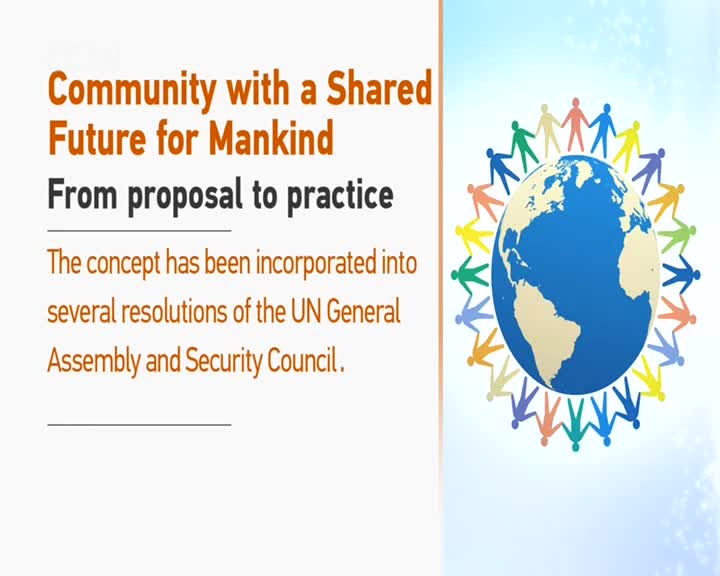 Community with a Shared
Future for Mankind
From proposal to practice
The concept has been incorporated into
several resolutions of the UN General
Assembly and Security Council.